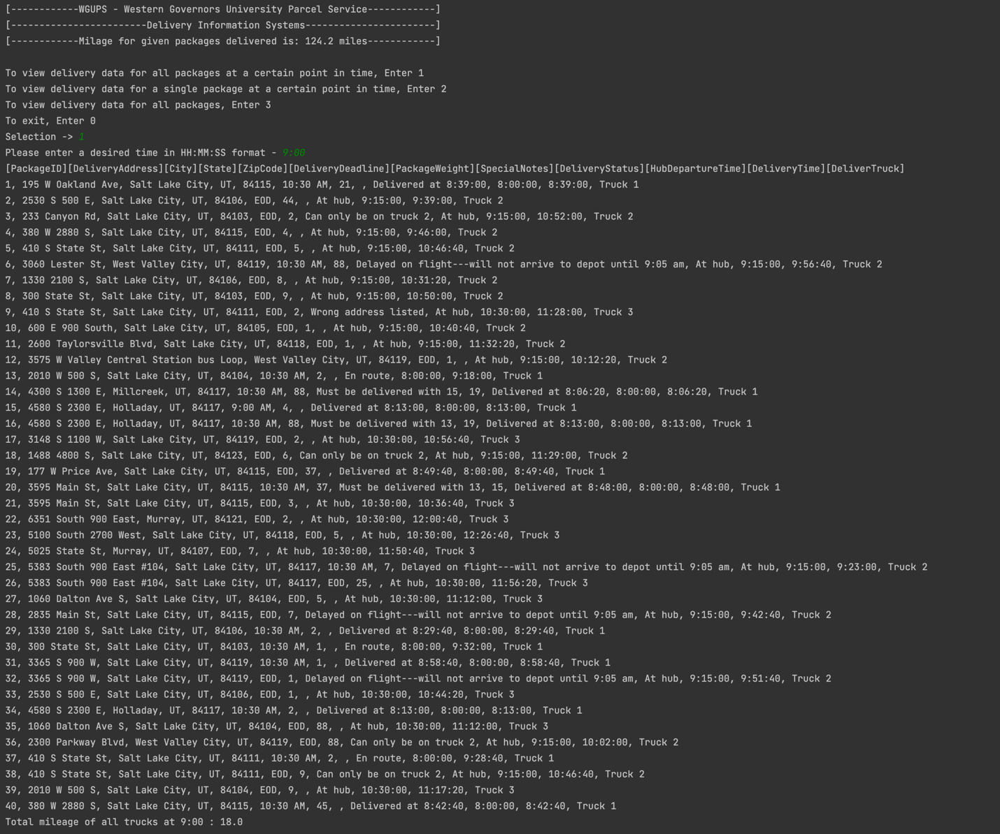 [------------WGUPS - Western Governors University Parcel Service------------]
[------------------------Delivery Information Systems-----------------------]
[------------Milage for given packages delivered is: 124.2 miles------------]
To view delivery data for all packages at a certain point in time, Enter 1
To view delivery data for a single package at a certain point in time, Enter 2
To view delivery data for all packages, Enter 3
To exit, Enter 0
Selection -> 1
Please enter a desired time in HH:MM:SS format - 9:00
[PackageID][DeliveryAddress][City][State][ZipCode][DeliveryDeadline][PackageWeight][SpecialNotes][DeliveryStatus][HubDepartureTime][DeliveryTime][DeliverTruck]
1, 195 W Oakland Ave, Salt Lake City, UT, 84115, 10:30 AM, 21, , Delivered at 8:39:00, 8:00:00, 8:39:00, Truck 1
2, 2530 S 500 E, Salt Lake City, UT, 84106, EOD, 44, , At hub, 9:15:00, 9:39:00, Truck 2
3, 233 Canyon Rd, Salt Lake City, UT, 84103, EOD, 2, Can only be on truck 2, At hub, 9:15:00, 10:52:00, Truck 2
4, 380 W 2880 S, Salt Lake City, UT, 84115, EOD, 4, , At hub, 9:15:00, 9:46:00, Truck 2
5, 410 S State St, Salt Lake City, UT, 84111, EOD, 5, , At hub, 9:15:00, 10:46:40, Truck 2
6, 3060 Lester St, West Valley City, UT, 84119, 10:30 AM, 88, Delayed on flight---will not arrive to depot until 9:05 am, At hub, 9:15:00, 9:56:40, Truck 2
7, 1330 2100 S, Salt Lake City, UT, 84106, EOD, 8, , At hub, 9:15:00, 10:31:20, Truck 2
8, 300 State St, Salt Lake City, UT, 84103, EOD, 9, , At hub, 9:15:00, 10:50:00, Truck 2
9, 410 S State St, Salt Lake City, UT, 84111, EOD, 2, Wrong address listed, At hub, 10:30:00, 11:28:00, Truck 3
10, 600 E 900 South, Salt Lake City, UT, 84105, EOD, 1, , At hub, 9:15:00, 10:40:40, Truck 2
11, 2600 Taylorsville Blvd, Salt Lake City, UT, 84118, EOD, 1, , At hub, 9:15:00, 11:32:20, Truck 2
12, 3575 W Valley Central Station bus Loop, West Valley City, UT, 84119, EOD, 1, , At hub, 9:15:00, 10:12:20, Truck 2
13, 2010 W 500 S, Salt Lake City, UT, 84104, 10:30 AM, 2, , En route, 8:00:00, 9:18:00, Truck 1
14, 4300 S 1300 E, Millcreek, UT, 84117, 10:30 AM, 88, Must be delivered with 15, 19, Delivered at 8:06:20, 8:00:00, 8:06:20, Truck 1
15, 4580 S 2300 E, Holladay, UT, 84117, 9:00 AM, 4, , Delivered at 8:13:00, 8:00:00, 8:13:00, Truck 1
16, 4580 S 2300 E, Holladay, UT, 84117, 10:30 AM, 88, Must be delivered with 13, 19, Delivered at 8:13:00, 8:00:00, 8:13:00, Truck 1
17, 3148 S 1100 W, Salt Lake City, UT, 84119, EOD, 2, , At hub, 10:30:00, 10:56:40, Truck 3
18, 1488 4800 S, Salt Lake City, UT, 84123, EOD, 6, Can only be on truck 2, At hub, 9:15:00, 11:29:00, Truck 2
19, 177 W Price Ave, Salt Lake City, UT, 84115, EOD, 37, , Delivered at 8:49:40, 8:00:00, 8:49:40, Truck 1
20, 3595 Main St, Salt Lake City, UT, 84115, 10:30 AM, 37, Must be delivered with 13, 15, Delivered at 8:48:00, 8:00:00, 8:48:00, Truck 1
21, 3595 Main St, Salt Lake City, UT, 84115, EOD, 3, , At hub, 10:30:00, 10:36:40, Truck 3
22, 6351 South 900 East, Murray, UT, 84121, EOD, 2, , At hub, 10:30:00, 12:00:40, Truck 3
23, 5100 South 2700 West, Salt Lake City, UT, 84118, EOD, 5, , At hub, 10:30:00, 12:26:40, Truck 3
24, 5025 State St, Murray, UT, 84107, EOD, 7, , At hub, 10:30:00, 11:50:40, Truck 3
25, 5383 South 900 East #104, Salt Lake City, UT, 84117, 10:30 AM, 7, Delayed on flight---will not arrive to depot until 9:05 am, At hub, 9:15:00, 9:23:00, Truck 2
26, 5383 South 900 East #104, Salt Lake City, UT, 84117, EOD, 25, , At hub, 10:30:00, 11:56:20, Truck 3
27, 1060 Dalton Ave S, Salt Lake City, UT, 84104, EOD, 5, , At hub, 10:30:00, 11:12:00, Truck 3
28, 2835 Main St, Salt Lake City, UT, 84115, EOD, 7, Delayed on flight---will not arrive to depot until 9:05 am, At hub, 9:15:00, 9:42:40, Truck 2
29, 1330 2100 S, Salt Lake City, UT, 84106, 10:30 AM, 2, , Delivered at 8:29:40, 8:00:00, 8:29:40, Truck 1
30, 300 State St, Salt Lake City, UT, 84103, 10:30 AM, 1, , En route, 8:00:00, 9:32:00, Truck 1
31, 3365 S 900 W, Salt Lake City, UT, 84119, 10:30 AM, 1, , Delivered at 8:58:40, 8:00:00, 8:58:40, Truck 1
32, 3365 S 900 W, Salt Lake City, UT, 84119, EOD, 1, Delayed on flight---will not arrive to depot until 9:05 am, At hub, 9:15:00, 9:51:40, Truck 2
33, 2530 S 500 E, Salt Lake City, UT, 84106, EOD, 1, , At hub, 10:30:00, 10:44:20, Truck 3
34, 4580 S 2300 E, Holladay, UT, 84117, 10:30 AM, 2, , Delivered at 8:13:00, 8:00:00, 8:13:00, Truck 1
35, 1060 Dalton Ave S, Salt Lake City, UT, 84104, EOD, 88, , At hub, 10:30:00, 11:12:00, Truck 3
36, 2300 Parkway Blvd, West Valley City, UT, 84119, EOD, 88, Can only be on truck 2, At hub, 9:15:00, 10:02:00, Truck 2
37, 410 S State St, Salt Lake City, UT, 84111, 10:30 AM, 2, , En route, 8:00:00, 9:28:40, Truck 1
38, 410 S State St, Salt Lake City, UT, 84111, EOD, 9, Can only be on truck 2, At hub, 9:15:00, 10:46:40, Truck 2
39, 2010 W 500 S, Salt Lake City, UT, 84104, EOD, 9, , At hub, 10:30:00, 11:17:20, Truck 3
40, 380 W 2880 S, Salt Lake City, UT, 84115, 10:30 AM, 45, , Delivered at 8:42:40, 8:00:00, 8:42:40, Truck 1
Total mileage of all trucks at 9:00 : 18.0